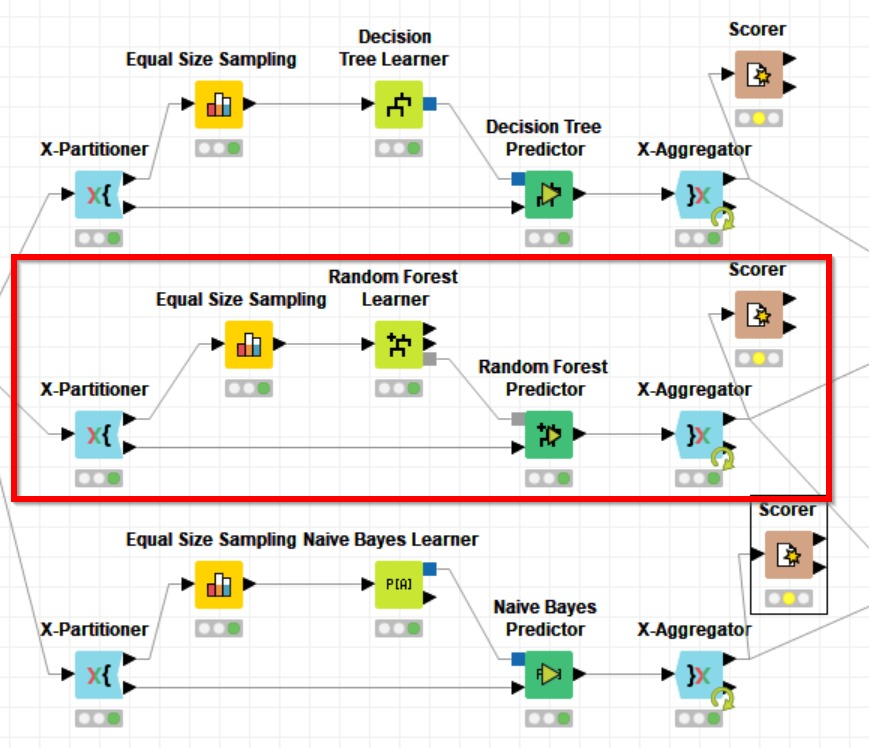 Scorer
Decision
Equal Size Sampling
Tree Learner
Decision Tree
X-Partitioner
Predictor
X-Aggregator
X{
}X
Scorer
Random Forest
Equal Size Sampling
Learner
Random Forest
X-Partitioner
Predictor
X-Aggregator
X{
}X
Scorer
Equal Size Sampling
Naive Bayes Learner
P[A]
Naive Bayes
X-Partitioner
Predictor
X-Aggregator
X{
}X